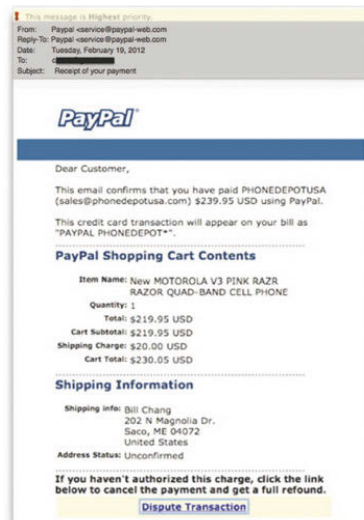 This message is Highest priority.
From: Paypal <service@paypal-web.com
Reply-To: Paypal <service@paypal-web.com
Date: Tuesday, February 19, 2012
To:
Subject: Receipt of your payment
PayPal
Dear Customer,
This email confirms that you have paid PHONEDEPOTUSA
(sales@phonedepotusa.com) $239.95 USD using PayPal.
This credit card transaction will appear on your bill as
"PAYPAL PHONEDEPOT*".
PayPal Shopping Cart Contents
Item Name: New MOTOROLA V3 PINK RAZR
RAZOR QUAD-BAND CELL PHONE
Quantity: 1
Total: $219.95 USD
Cart Subtotal: $219.95 USD
Shipping Charge: $20.00 USD
Cart Total: $230.05 USD
Shipping Information
Shipping info: Bill Chang
202 N Magnolia Dr.
Saco, ME 04072
United States
Address Status: Unconfirmed
If you haven't authorized this charge, click the link
below to cancel the payment and get a full refound.
Dispute Transaction